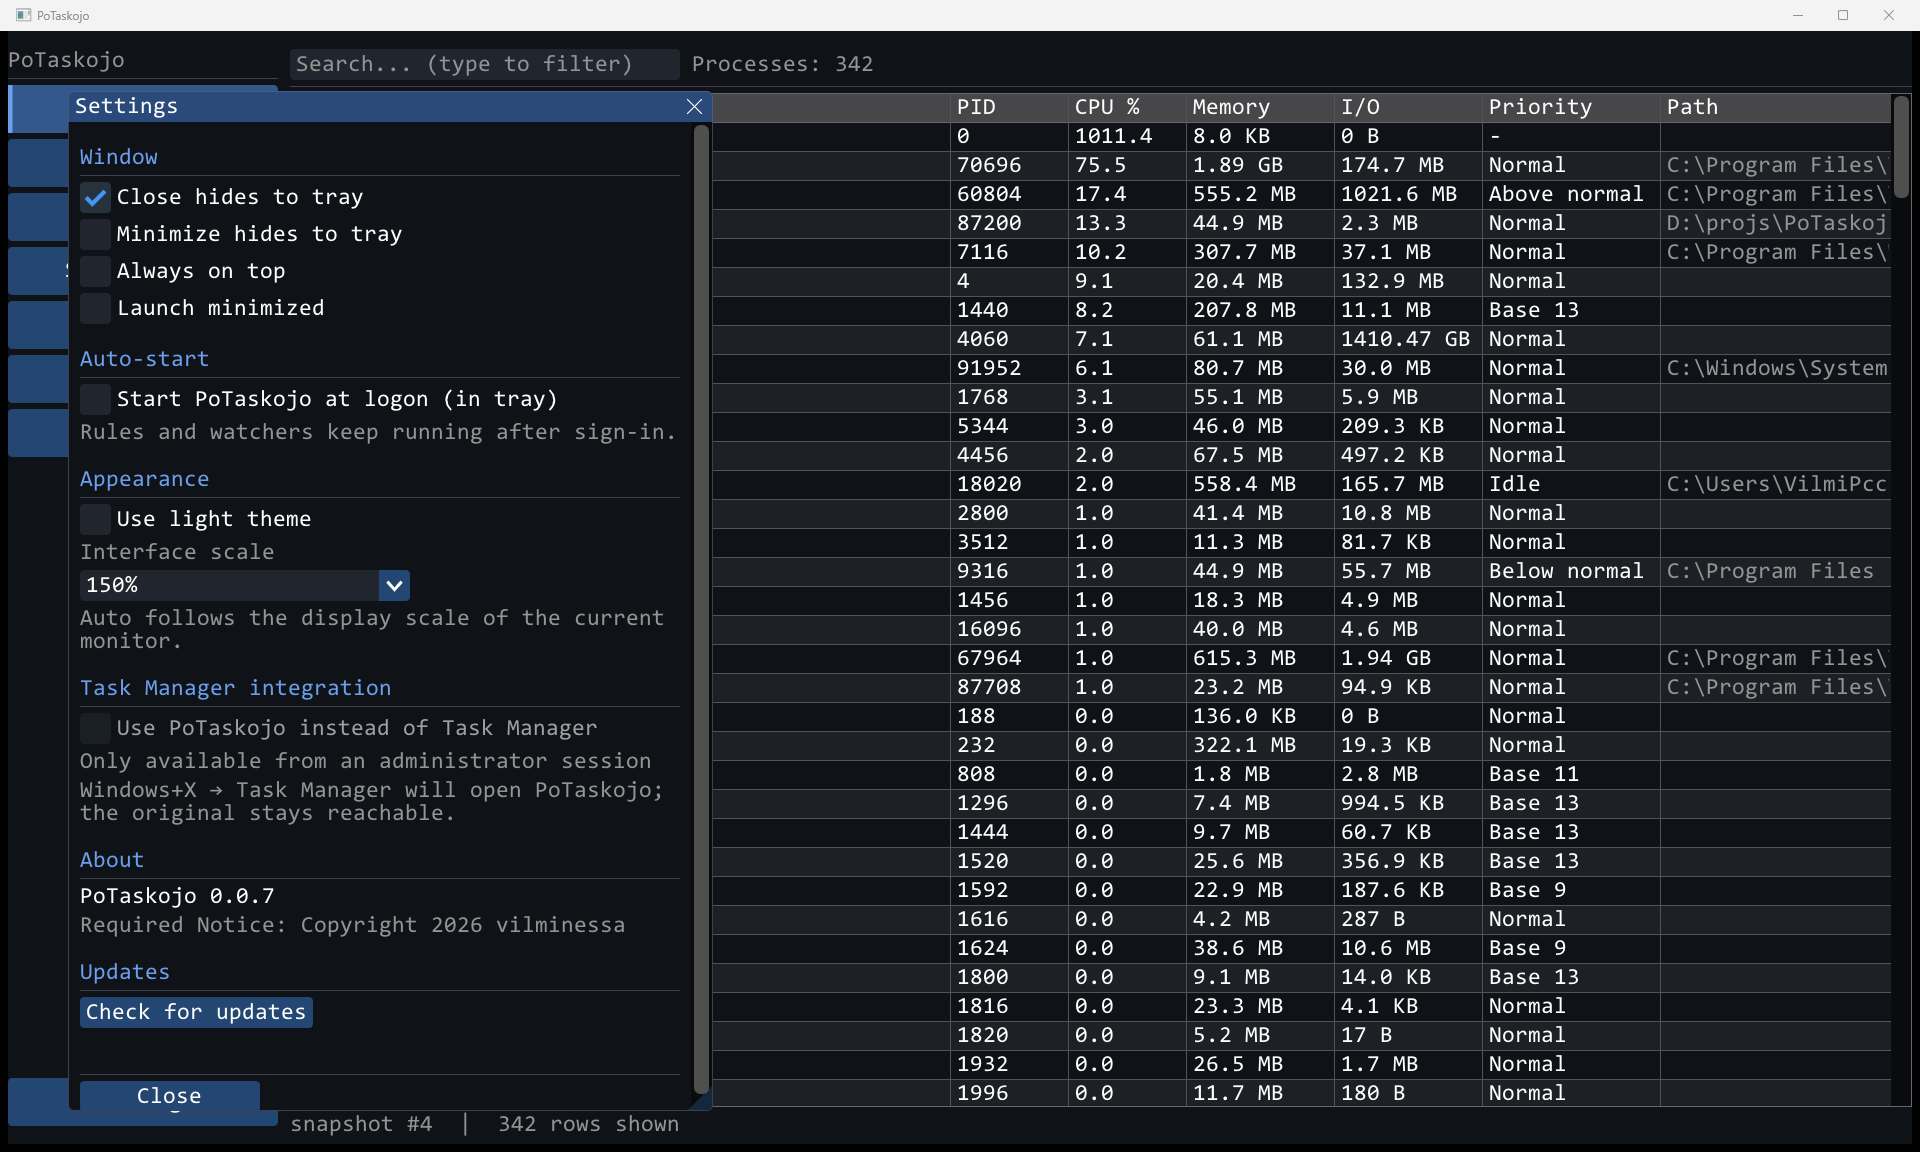 PoTaskojo
PoTaskojo
Search... (type to filter)
Processes: 342
Settings
Window
Close hides to tray
Minimize hides to tray
Always on top
Launch minimized
Auto-start
Start PoTaskojo at logon (in tray)
Rules and watchers keep running after sign-in.
Appearance
Use light theme
Interface scale
150%
Auto follows the display scale of the current
monitor.
Task Manager integration
Use PoTaskojo instead of Task Manager
Only available from an administrator session
Windows+X → Task Manager will open PoTaskojo;
the original stays reachable.
About
PoTaskojo 0.0.7
Required Notice: Copyright 2026 vilminessa
Updates
Check for updates
Close
PID CPU % Memory I/O Priority Path
0 1011.4 8.0 KB 0 B -
70696 75.5 1.89 GB 174.7 MB Normal C:\Program Files\
60804 17.4 555.2 MB 1021.6 MB Above normal C:\Program Files\
87200 13.3 44.9 MB 2.3 MB Normal D:\projs\PoTaskoj
7116 10.2 307.7 MB 37.1 MB Normal C:\Program Files\
4 9.1 20.4 MB 132.9 MB Normal
1440 8.2 207.8 MB 11.1 MB Base 13
4060 7.1 61.1 MB 1410.47 GB Normal
91952 6.1 80.7 MB 30.0 MB Normal C:\Windows\System
1768 3.1 55.1 MB 5.9 MB Normal
5344 3.0 46.0 MB 209.3 KB Normal
4456 2.0 67.5 MB 497.2 KB Normal
18020 2.0 558.4 MB 165.7 MB Idle C:\Users\VilmiPcc
2800 1.0 41.4 MB 10.8 MB Normal
3512 1.0 11.3 MB 81.7 KB Normal
9316 1.0 44.9 MB 55.7 MB Below normal C:\Program Files
1456 1.0 18.3 MB 4.9 MB Normal
16096 1.0 40.0 MB 4.6 MB Normal
67964 1.0 615.3 MB 1.94 GB Normal C:\Program Files\
87708 1.0 23.2 MB 94.9 KB Normal C:\Program Files\
188 0.0 136.0 KB 0 B Normal
232 0.0 322.1 MB 19.3 KB Normal
808 0.0 1.8 MB 2.8 MB Base 11
1296 0.0 7.4 MB 994.5 KB Base 13
1444 0.0 9.7 MB 60.7 KB Base 13
1520 0.0 25.6 MB 356.9 KB Base 13
1592 0.0 22.9 MB 187.6 KB Base 9
1616 0.0 4.2 MB 287 B Normal
1624 0.0 38.6 MB 10.6 MB Base 9
1800 0.0 9.1 MB 14.0 KB Base 13
1816 0.0 23.3 MB 4.1 KB Normal
1820 0.0 5.2 MB 17 B Normal
1932 0.0 26.5 MB 1.7 MB Normal
1996 0.0 11.7 MB 180 B Normal
snapshot #4 | 342 rows shown